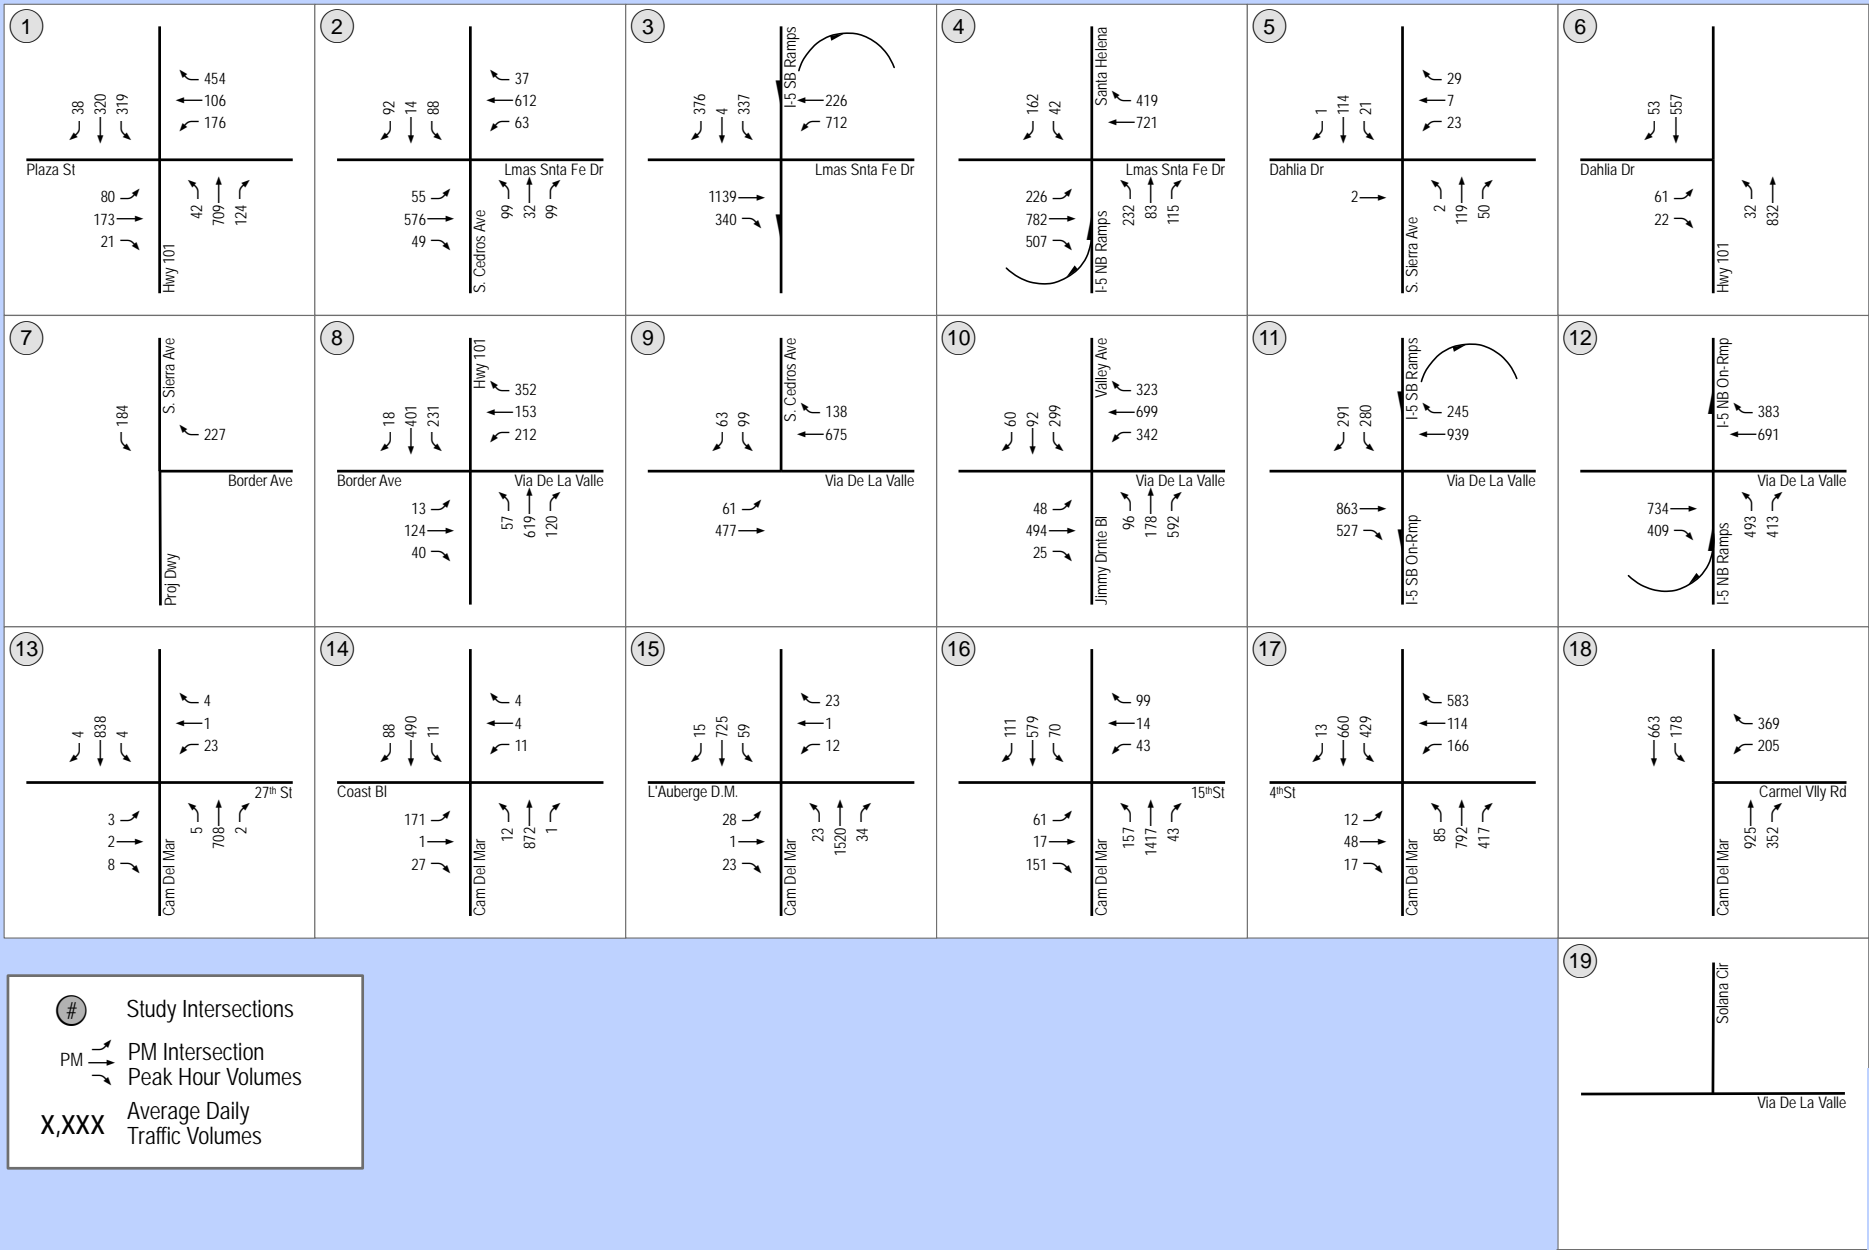 1
38 320 319
454
106
176
Plaza St
80
173
21
42 709 124
Hwy 101
2
92 14 88
37
612
63
Lmas Snta Fe Dr
55
576
49
99 32 99
S. Cedros Ave
3
376 4 337
I-5 SB Ramps
226
712
Lmas Snta Fe Dr
1139
340
4
162 42
Santa Helena
419
721
Lmas Snta Fe Dr
226
782
507
232 83 115
I-5 NB Ramps
5
1 114 21
29
7
23
Dahlia Dr
2
2 119 50
S. Sierra Ave
6
53 557
Dahlia Dr
61
22
32 832
Hwy 101
7
184
S. Sierra Ave
227
Border Ave
Proj Dwy
8
18 401 231
Hwy 101
352
153
212
Border Ave Via De La Valle
13
124
40
57 619 120
9
63 99
S. Cedros Ave
138
675
Via De La Valle
61
477
10
60 92 299
Valley Ave
323
699
342
Via De La Valle
48
494
25
96 178 592
Jimmy Drnte Bl
11
291 280
I-5 SB Ramps
245
939
Via De La Valle
863
527
I-5 SB On-Rmp
12
I-5 NB On-Rmp
383
691
Via De La Valle
734
409
493 413
I-5 NB Ramps
13
4 838 4
4
1
23
27th St
3
2
8
5 708 2
Cam Del Mar
14
88 490 11
4
4
11
Coast Bl
171
1
27
12 872 1
Cam Del Mar
15
15 725 59
23
1
12
L'Auberge D.M.
28
1
23
23 1520 34
Cam Del Mar
16
111 579 70
99
14
43
15thSt
61
17
151
157 1417 43
Cam Del Mar
17
13 660 429
583
114
166
4thSt
12
48
17
85 792 417
Cam Del Mar
18
663 178
369
205
Carmel Vlly Rd
925 352
Cam Del Mar
19
Solana Cir
Via De La Valle
# Study Intersections
PM PM Intersection
Peak Hour Volumes
X,XXX Average Daily
Traffic Volumes